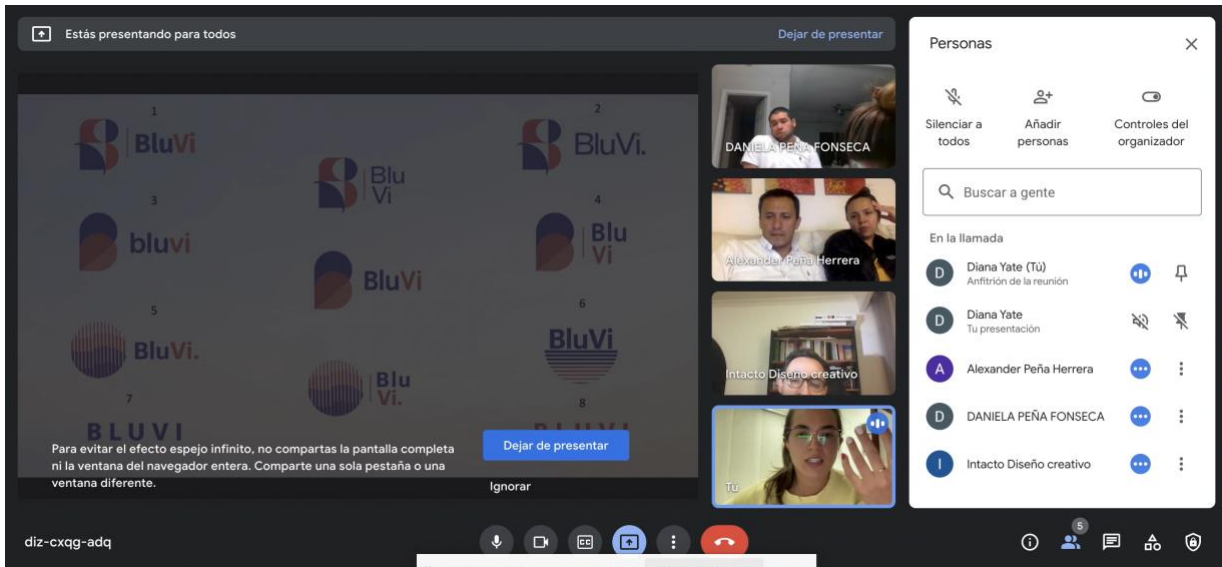 Estás presentando para todos
Dejar de presentar
1
BluVi
2
BluVi.
Blu
Vi
3
bluvi
4
Blu
Vi
BluVi
5
BluVi.
6
BluVi
Blu
Vi.
7
BLUVI
8
BLUVI
Para evitar el efecto espejo infinito, no compartas la pantalla completa
ni la ventana del navegador entera. Comparte una sola pestaña o una
ventana diferente.
Dejar de presentar
Ignorar
DANIELA PEÑA FONSECA
Alexander Peña Herrera
Intacto Diseño creativo
Tú
Personas
Silenciar a
todos
Añadir
personas
Controles del
organizador
Buscar a gente
En la llamada
D
Diana Yate (Tú)
Anfitrión de la reunión
D
Diana Yate
Tu presentación
A
Alexander Peña Herrera
D
DANIELA PEÑA FONSECA
I
Intacto Diseño creativo
diz-cxqg-adq
CC
5